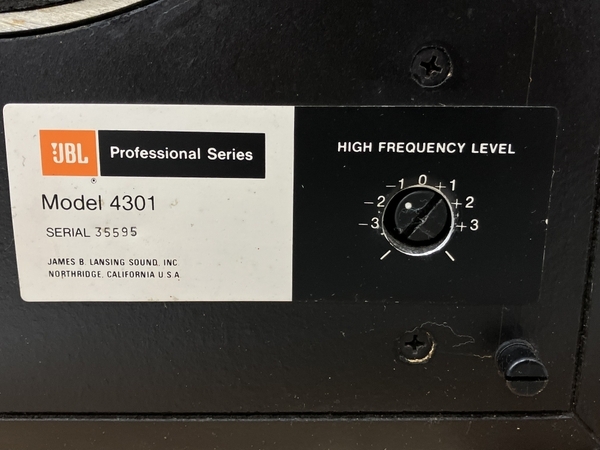 JBL Professional Series
Model 4301
SERIAL 35595
JAMES B. LANSING SOUND, INC.
NORTHRIDGE, CALIFORNIA U.S.A.
HIGH FREQUENCY LEVEL
-1 0 +1
-2 +2
-3 +3